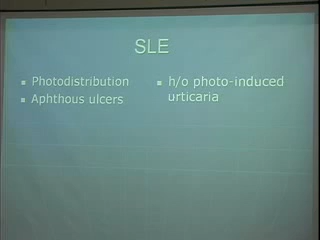 SLE
Photodistribution
Aphthous ulcers
h/o photo-induced
urticaria